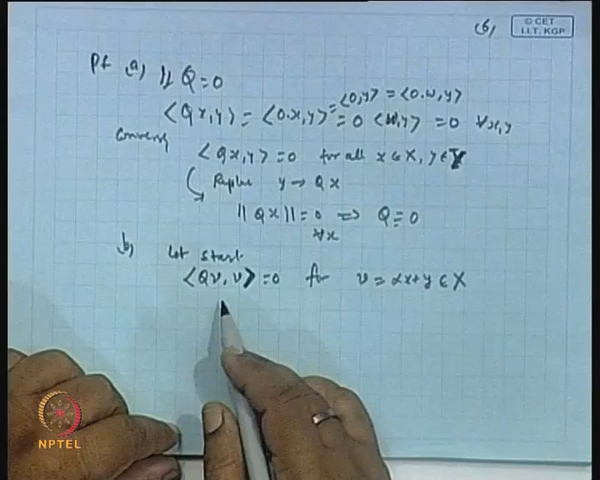 (6)
© CET
I.I.T. KGP
Pf (a) If Q = 0
⟨Qx,y⟩ = ⟨0.x,y⟩ = ⟨0,y⟩ = ⟨0.w,y⟩
= 0 ⟨w,y⟩ = 0 ∀x,y
Conversely ⟨Qx,y⟩ = 0 for all x ∈ X, y ∈ Y
Replace y → Qx
||Qx|| = 0 ⇒ Q = 0
∀x
b) Let start
⟨Qv,v⟩ = 0 for v = αx+y ∈ X
NPTEL